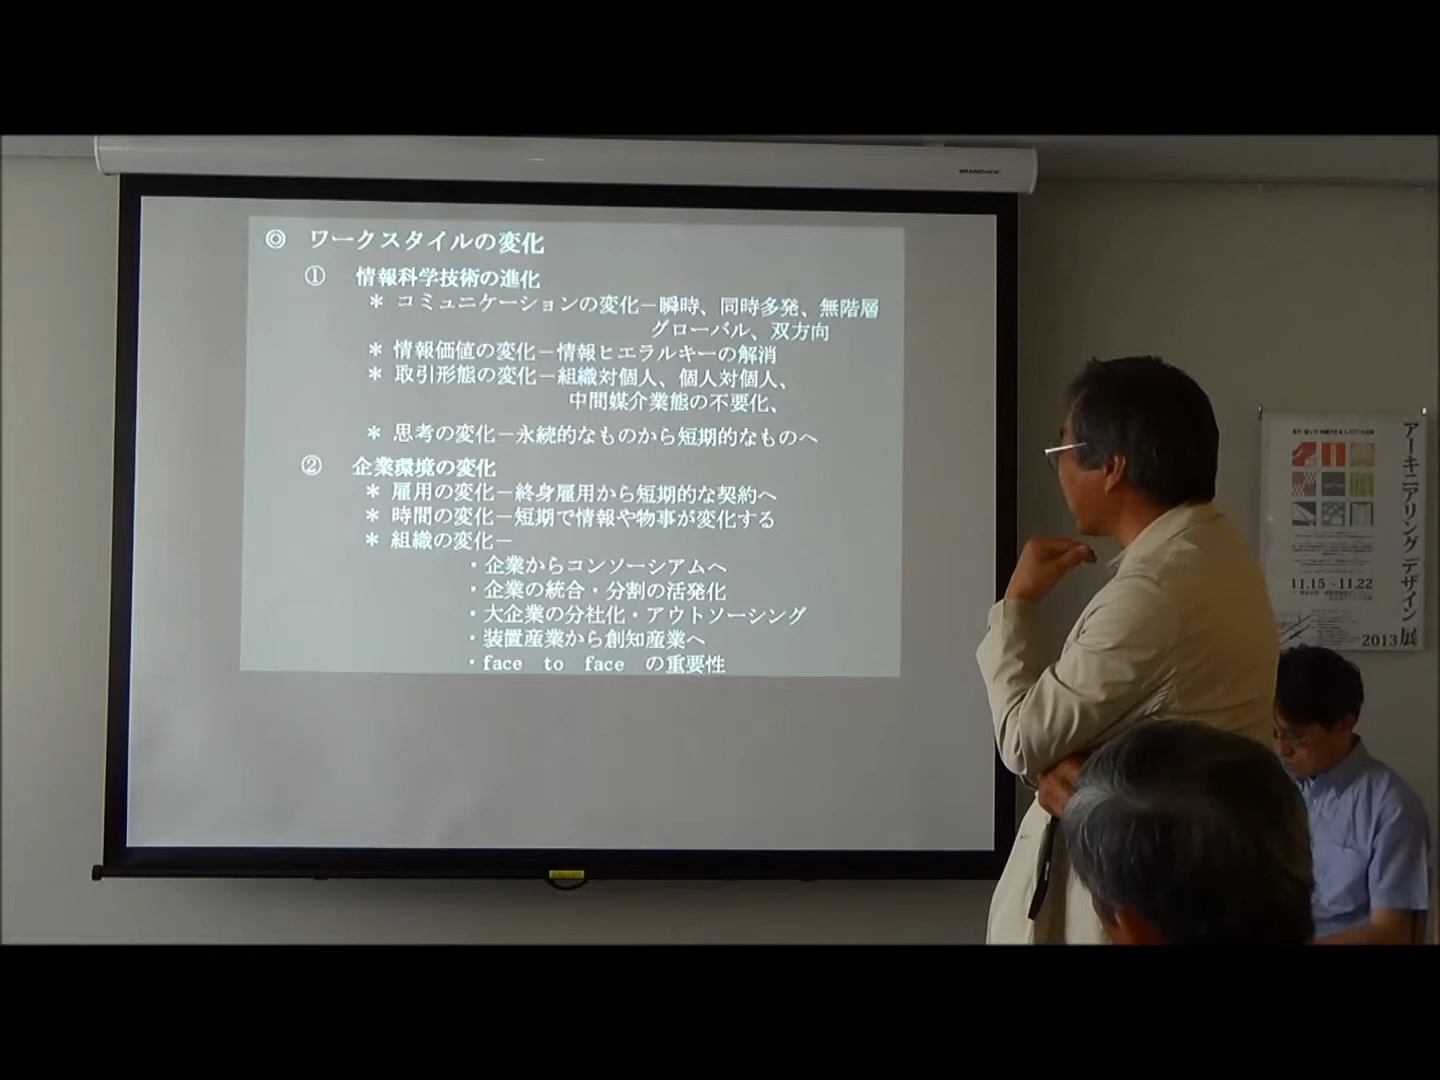 BRANDVIEW
◎ ワークスタイルの変化
① 情報科学技術の進化
＊ コミュニケーションの変化－瞬時、同時多発、無階層
グローバル、双方向
＊ 情報価値の変化－情報ヒエラルキーの解消
＊ 取引形態の変化－組織対個人、個人対個人、
中間媒介業態の不要化、
＊ 思考の変化－永続的なものから短期的なものへ
② 企業環境の変化
＊ 雇用の変化－終身雇用から短期的な契約へ
＊ 時間の変化－短期で情報や物事が変化する
＊ 組織の変化－
・企業からコンソーシアムへ
・企業の統合・分割の活発化
・大企業の分社化・アウトソーシング
・装置産業から創知産業へ
・face to face の重要性
アーキニアリング デザイン展
11.15～11.22
2013